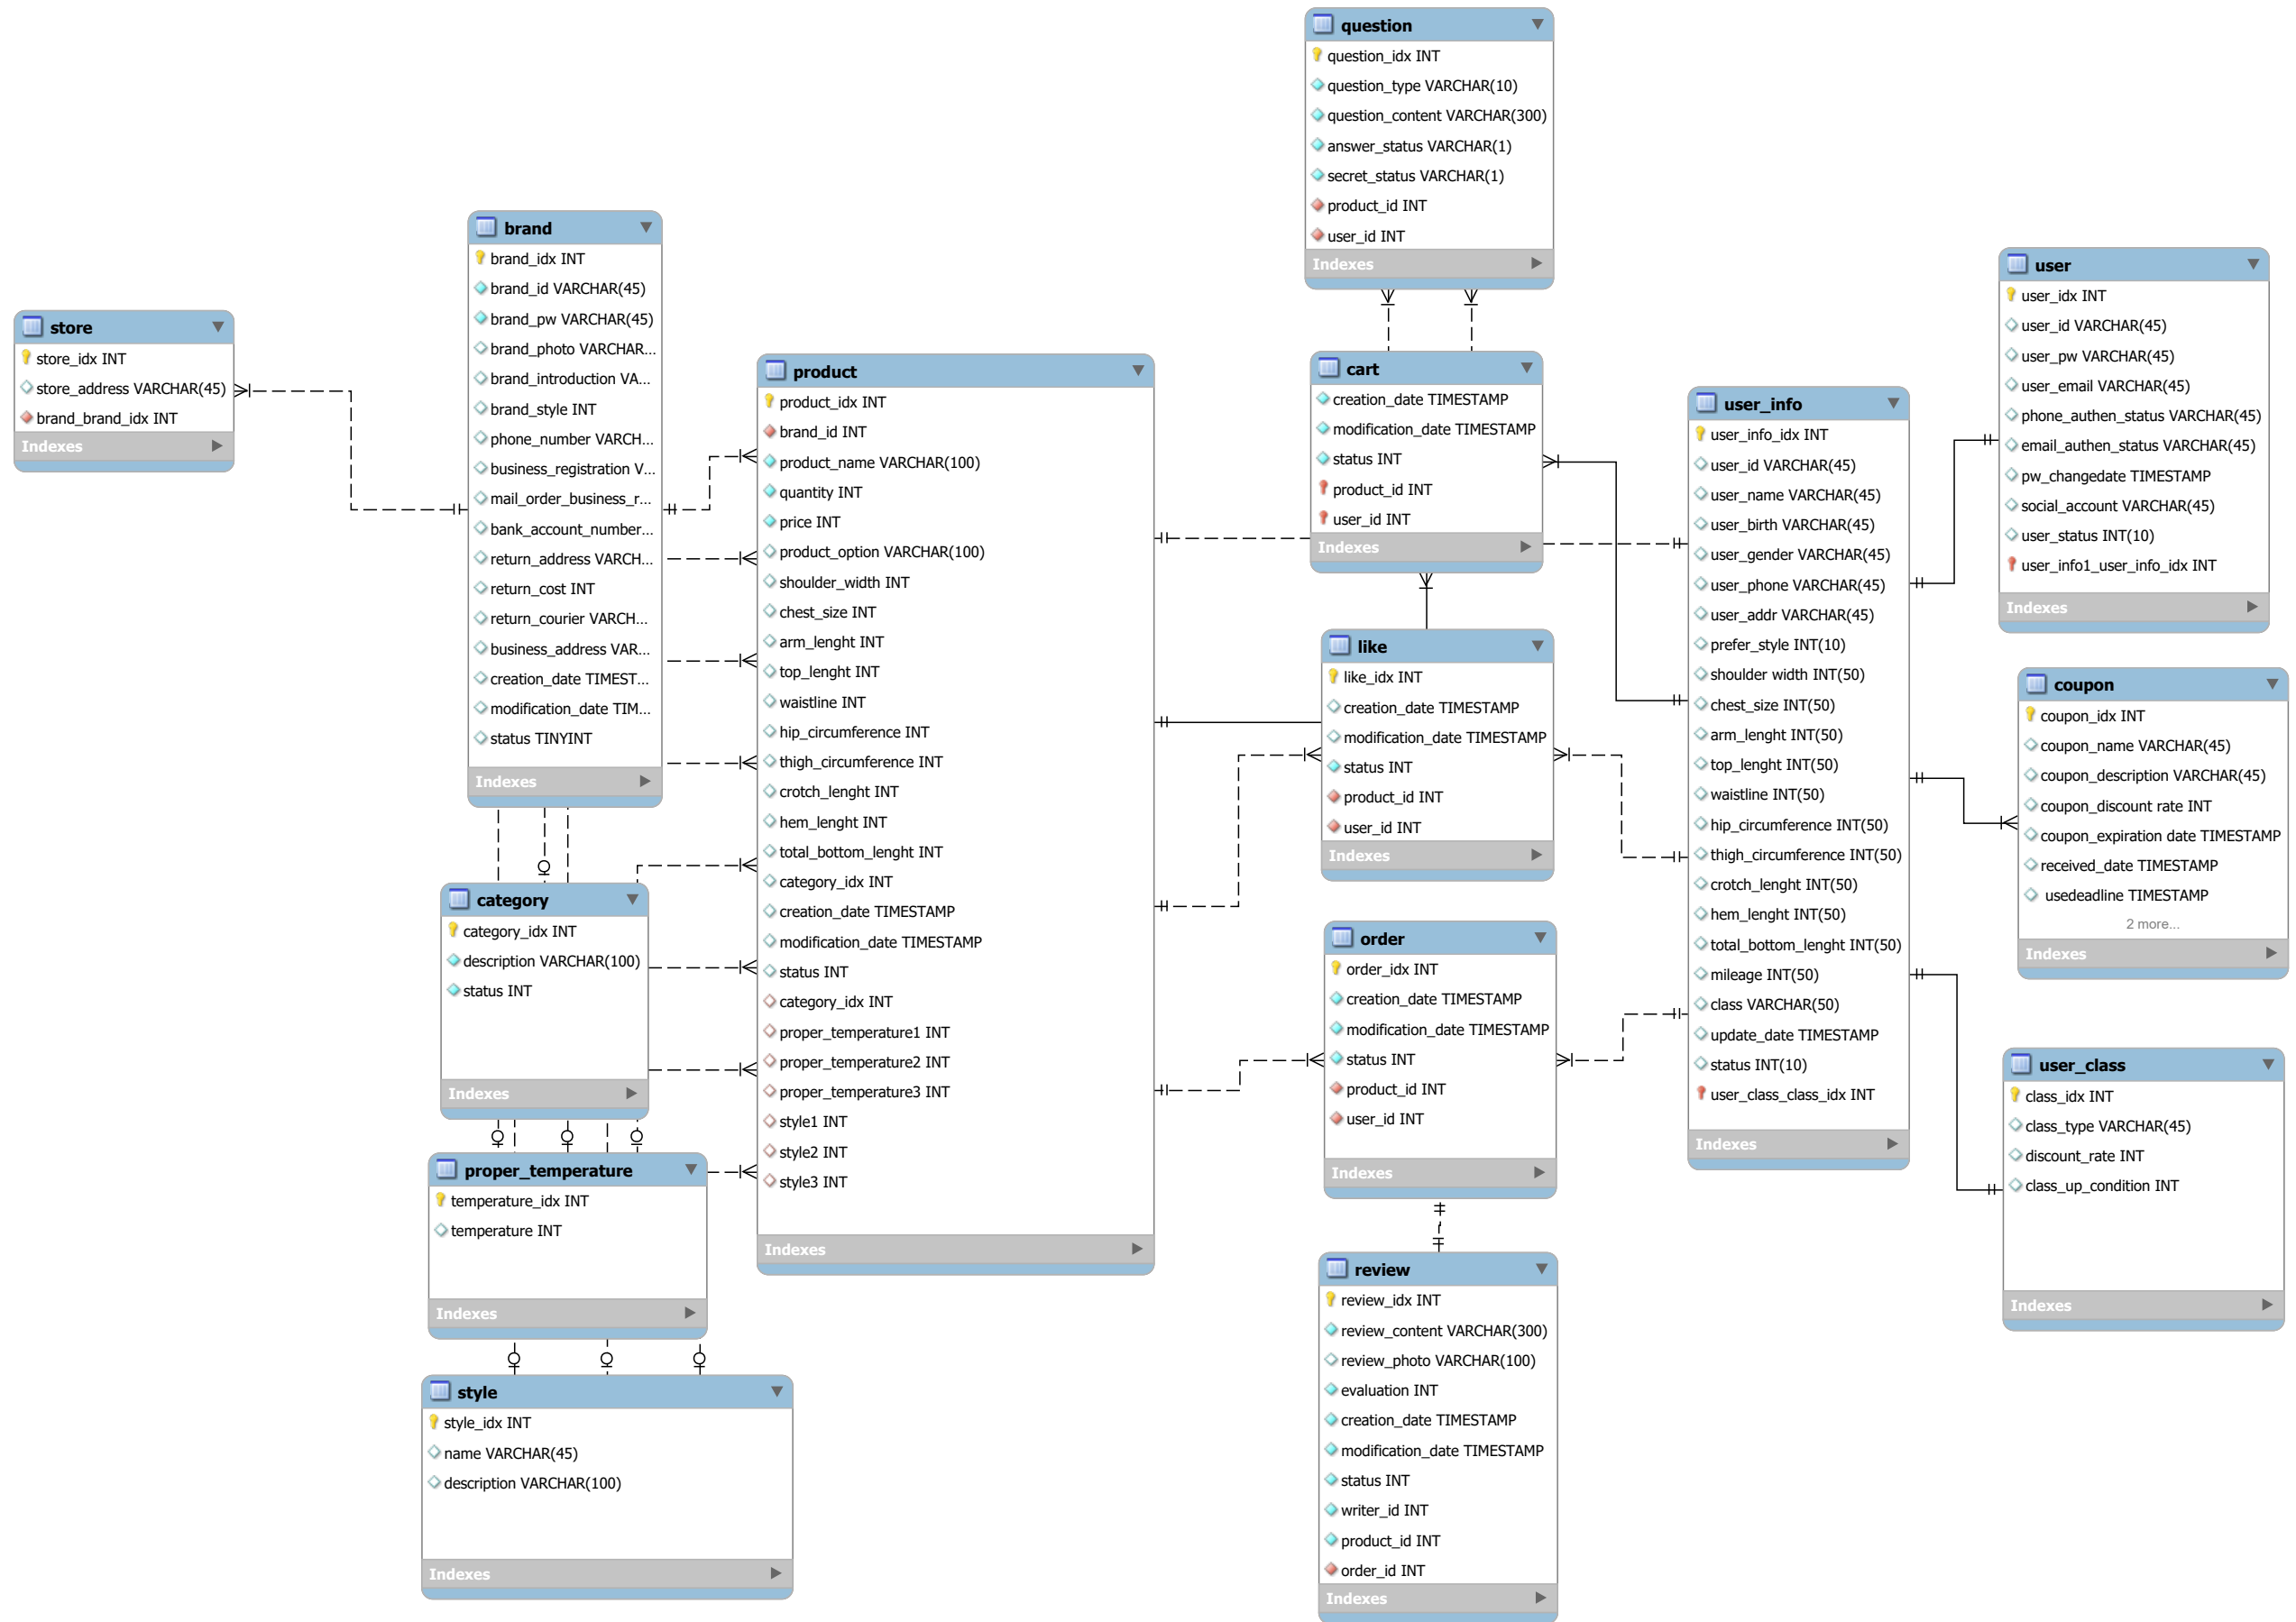 question
question_idx INT
question_type VARCHAR(10)
question_content VARCHAR(300)
answer_status VARCHAR(1)
secret_status VARCHAR(1)
product_id INT
user_id INT
Indexes
brand
brand_idx INT
brand_id VARCHAR(45)
brand_pw VARCHAR(45)
brand_photo VARCHAR...
brand_introduction VA...
brand_style INT
phone_number VARCH...
business_registration V...
mail_order_business_r...
bank_account_number...
return_address VARCH...
return_cost INT
return_courier VARCH...
business_address VAR...
creation_date TIMEST...
modification_date TIM...
status TINYINT
Indexes
user
user_idx INT
user_id VARCHAR(45)
user_pw VARCHAR(45)
user_email VARCHAR(45)
phone_authen_status VARCHAR(45)
email_authen_status VARCHAR(45)
pw_changedate TIMESTAMP
social_account VARCHAR(45)
user_status INT(10)
user_info1_user_info_idx INT
Indexes
store
store_idx INT
store_address VARCHAR(45)
brand_brand_idx INT
Indexes
product
product_idx INT
brand_id INT
product_name VARCHAR(100)
quantity INT
price INT
product_option VARCHAR(100)
shoulder_width INT
chest_size INT
arm_lenght INT
top_lenght INT
waistline INT
hip_circumference INT
thigh_circumference INT
crotch_lenght INT
hem_lenght INT
total_bottom_lenght INT
category_idx INT
creation_date TIMESTAMP
modification_date TIMESTAMP
status INT
category_idx INT
proper_temperature1 INT
proper_temperature2 INT
proper_temperature3 INT
style1 INT
style2 INT
style3 INT
Indexes
cart
creation_date TIMESTAMP
modification_date TIMESTAMP
status INT
product_id INT
user_id INT
Indexes
user_info
user_info_idx INT
user_id VARCHAR(45)
user_name VARCHAR(45)
user_birth VARCHAR(45)
user_gender VARCHAR(45)
user_phone VARCHAR(45)
user_addr VARCHAR(45)
prefer_style INT(10)
shoulder width INT(50)
chest_size INT(50)
arm_lenght INT(50)
top_lenght INT(50)
waistline INT(50)
hip_circumference INT(50)
thigh_circumference INT(50)
crotch_lenght INT(50)
hem_lenght INT(50)
total_bottom_lenght INT(50)
mileage INT(50)
class VARCHAR(50)
update_date TIMESTAMP
status INT(10)
user_class_class_idx INT
Indexes
like
like_idx INT
creation_date TIMESTAMP
modification_date TIMESTAMP
status INT
product_id INT
user_id INT
Indexes
coupon
coupon_idx INT
coupon_name VARCHAR(45)
coupon_description VARCHAR(45)
coupon_discount rate INT
coupon_expiration date TIMESTAMP
received_date TIMESTAMP
usedeadline TIMESTAMP
2 more...
Indexes
category
category_idx INT
description VARCHAR(100)
status INT
Indexes
order
order_idx INT
creation_date TIMESTAMP
modification_date TIMESTAMP
status INT
product_id INT
user_id INT
Indexes
user_class
class_idx INT
class_type VARCHAR(45)
discount_rate INT
class_up_condition INT
Indexes
proper_temperature
temperature_idx INT
temperature INT
Indexes
review
review_idx INT
review_content VARCHAR(300)
review_photo VARCHAR(100)
evaluation INT
creation_date TIMESTAMP
modification_date TIMESTAMP
status INT
writer_id INT
product_id INT
order_id INT
Indexes
style
style_idx INT
name VARCHAR(45)
description VARCHAR(100)
Indexes